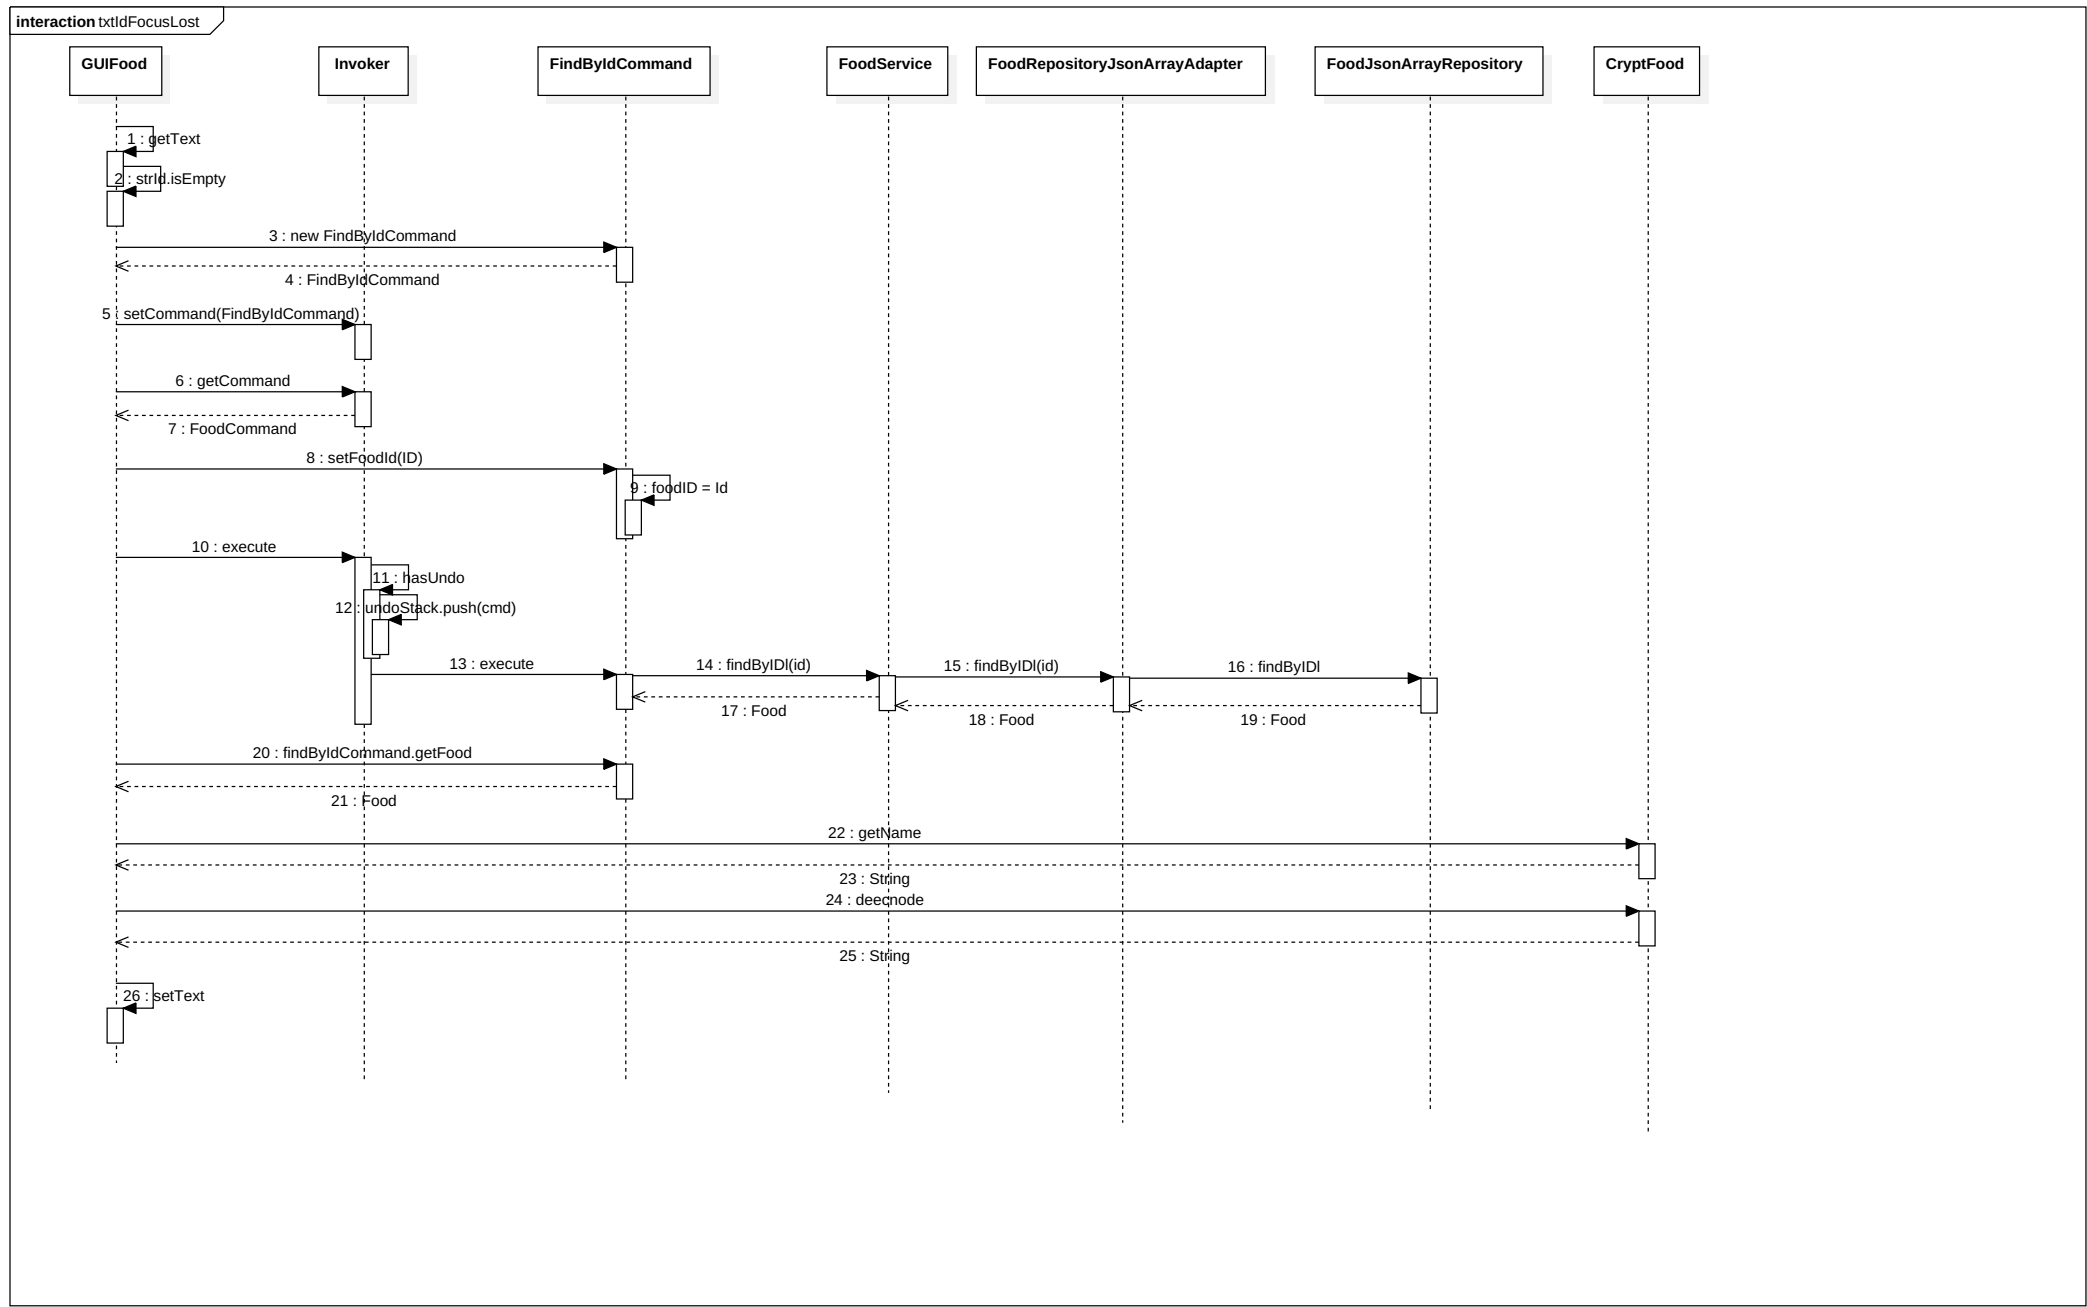 interaction txtIdFocusLost
GUIFood
Invoker
FindByIdCommand
FoodService
FoodRepositoryJsonArrayAdapter
FoodJsonArrayRepository
CryptFood
1 : getText
2 : strId.isEmpty
3 : new FindByIdCommand
4 : FindByIdCommand
5 : setCommand(FindByIdCommand)
6 : getCommand
7 : FoodCommand
8 : setFoodId(ID)
9 : foodID = Id
10 : execute
11 : hasUndo
12 : undoStack.push(cmd)
13 : execute
14 : findByIDl(id)
15 : findByIDl(id)
16 : findByIDl
17 : Food
18 : Food
19 : Food
20 : findByIdCommand.getFood
21 : Food
22 : getName
23 : String
24 : deecnode
25 : String
26 : setText